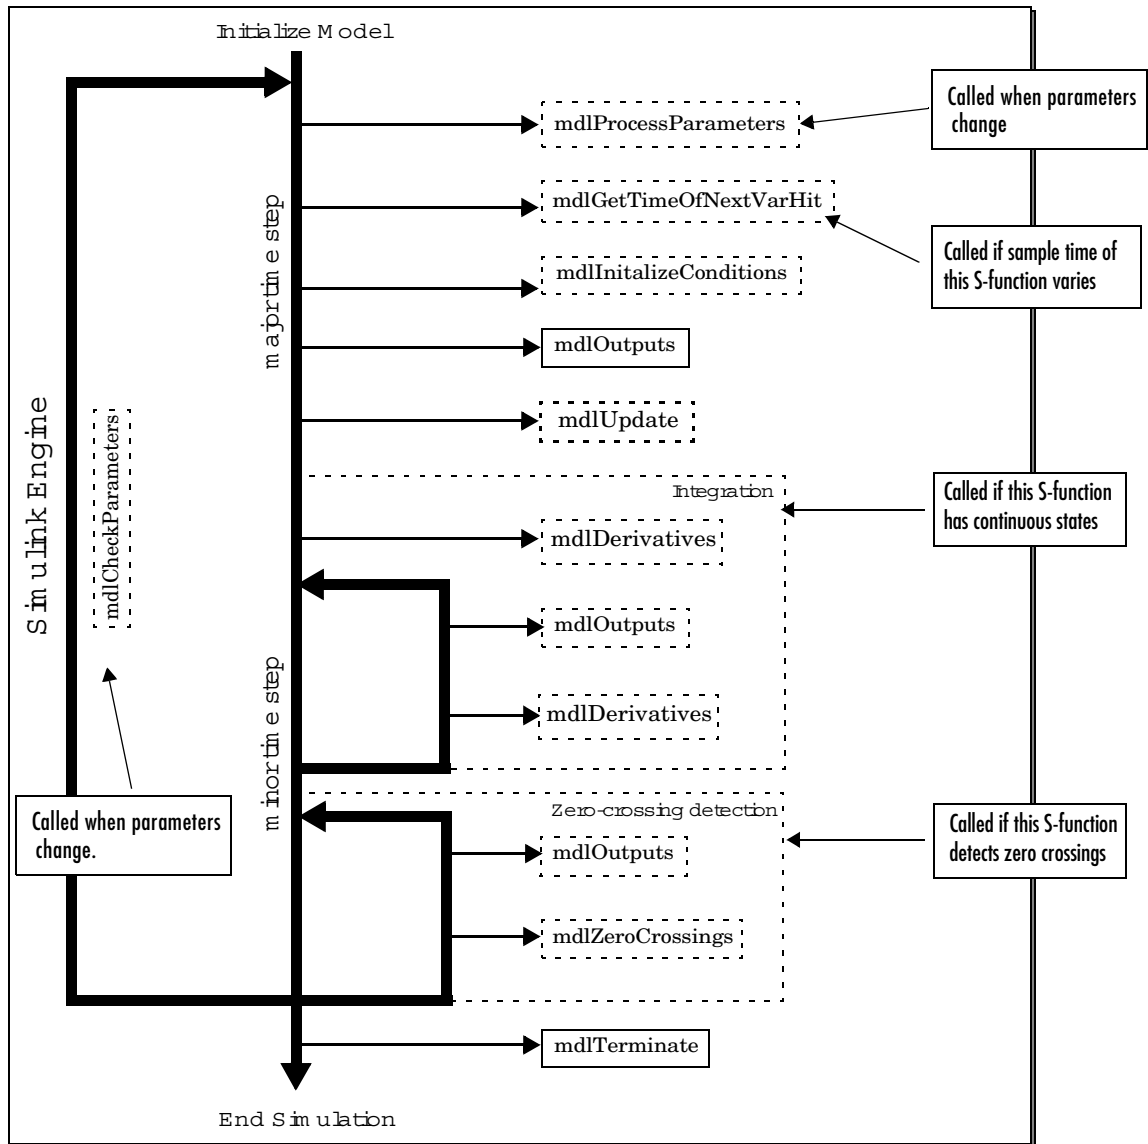 Initialize Model
Called when parameters
change
mdlProcessParameters
mdlGetTimeOfNextVarHit
Called if sample time of
this S-function varies
mdlInitalizeConditions
major time step
mdlOutputs
mdlUpdate
Simulink Engine
mdlCheckParameters
Integration
Called if this S-function
has continuous states
mdlDerivatives
mdlOutputs
minor time step
mdlDerivatives
Called when parameters
change.
Zero-crossing detection
Called if this S-function
detects zero crossings
mdlOutputs
mdlZeroCrossings
mdlTerminate
End Simulation